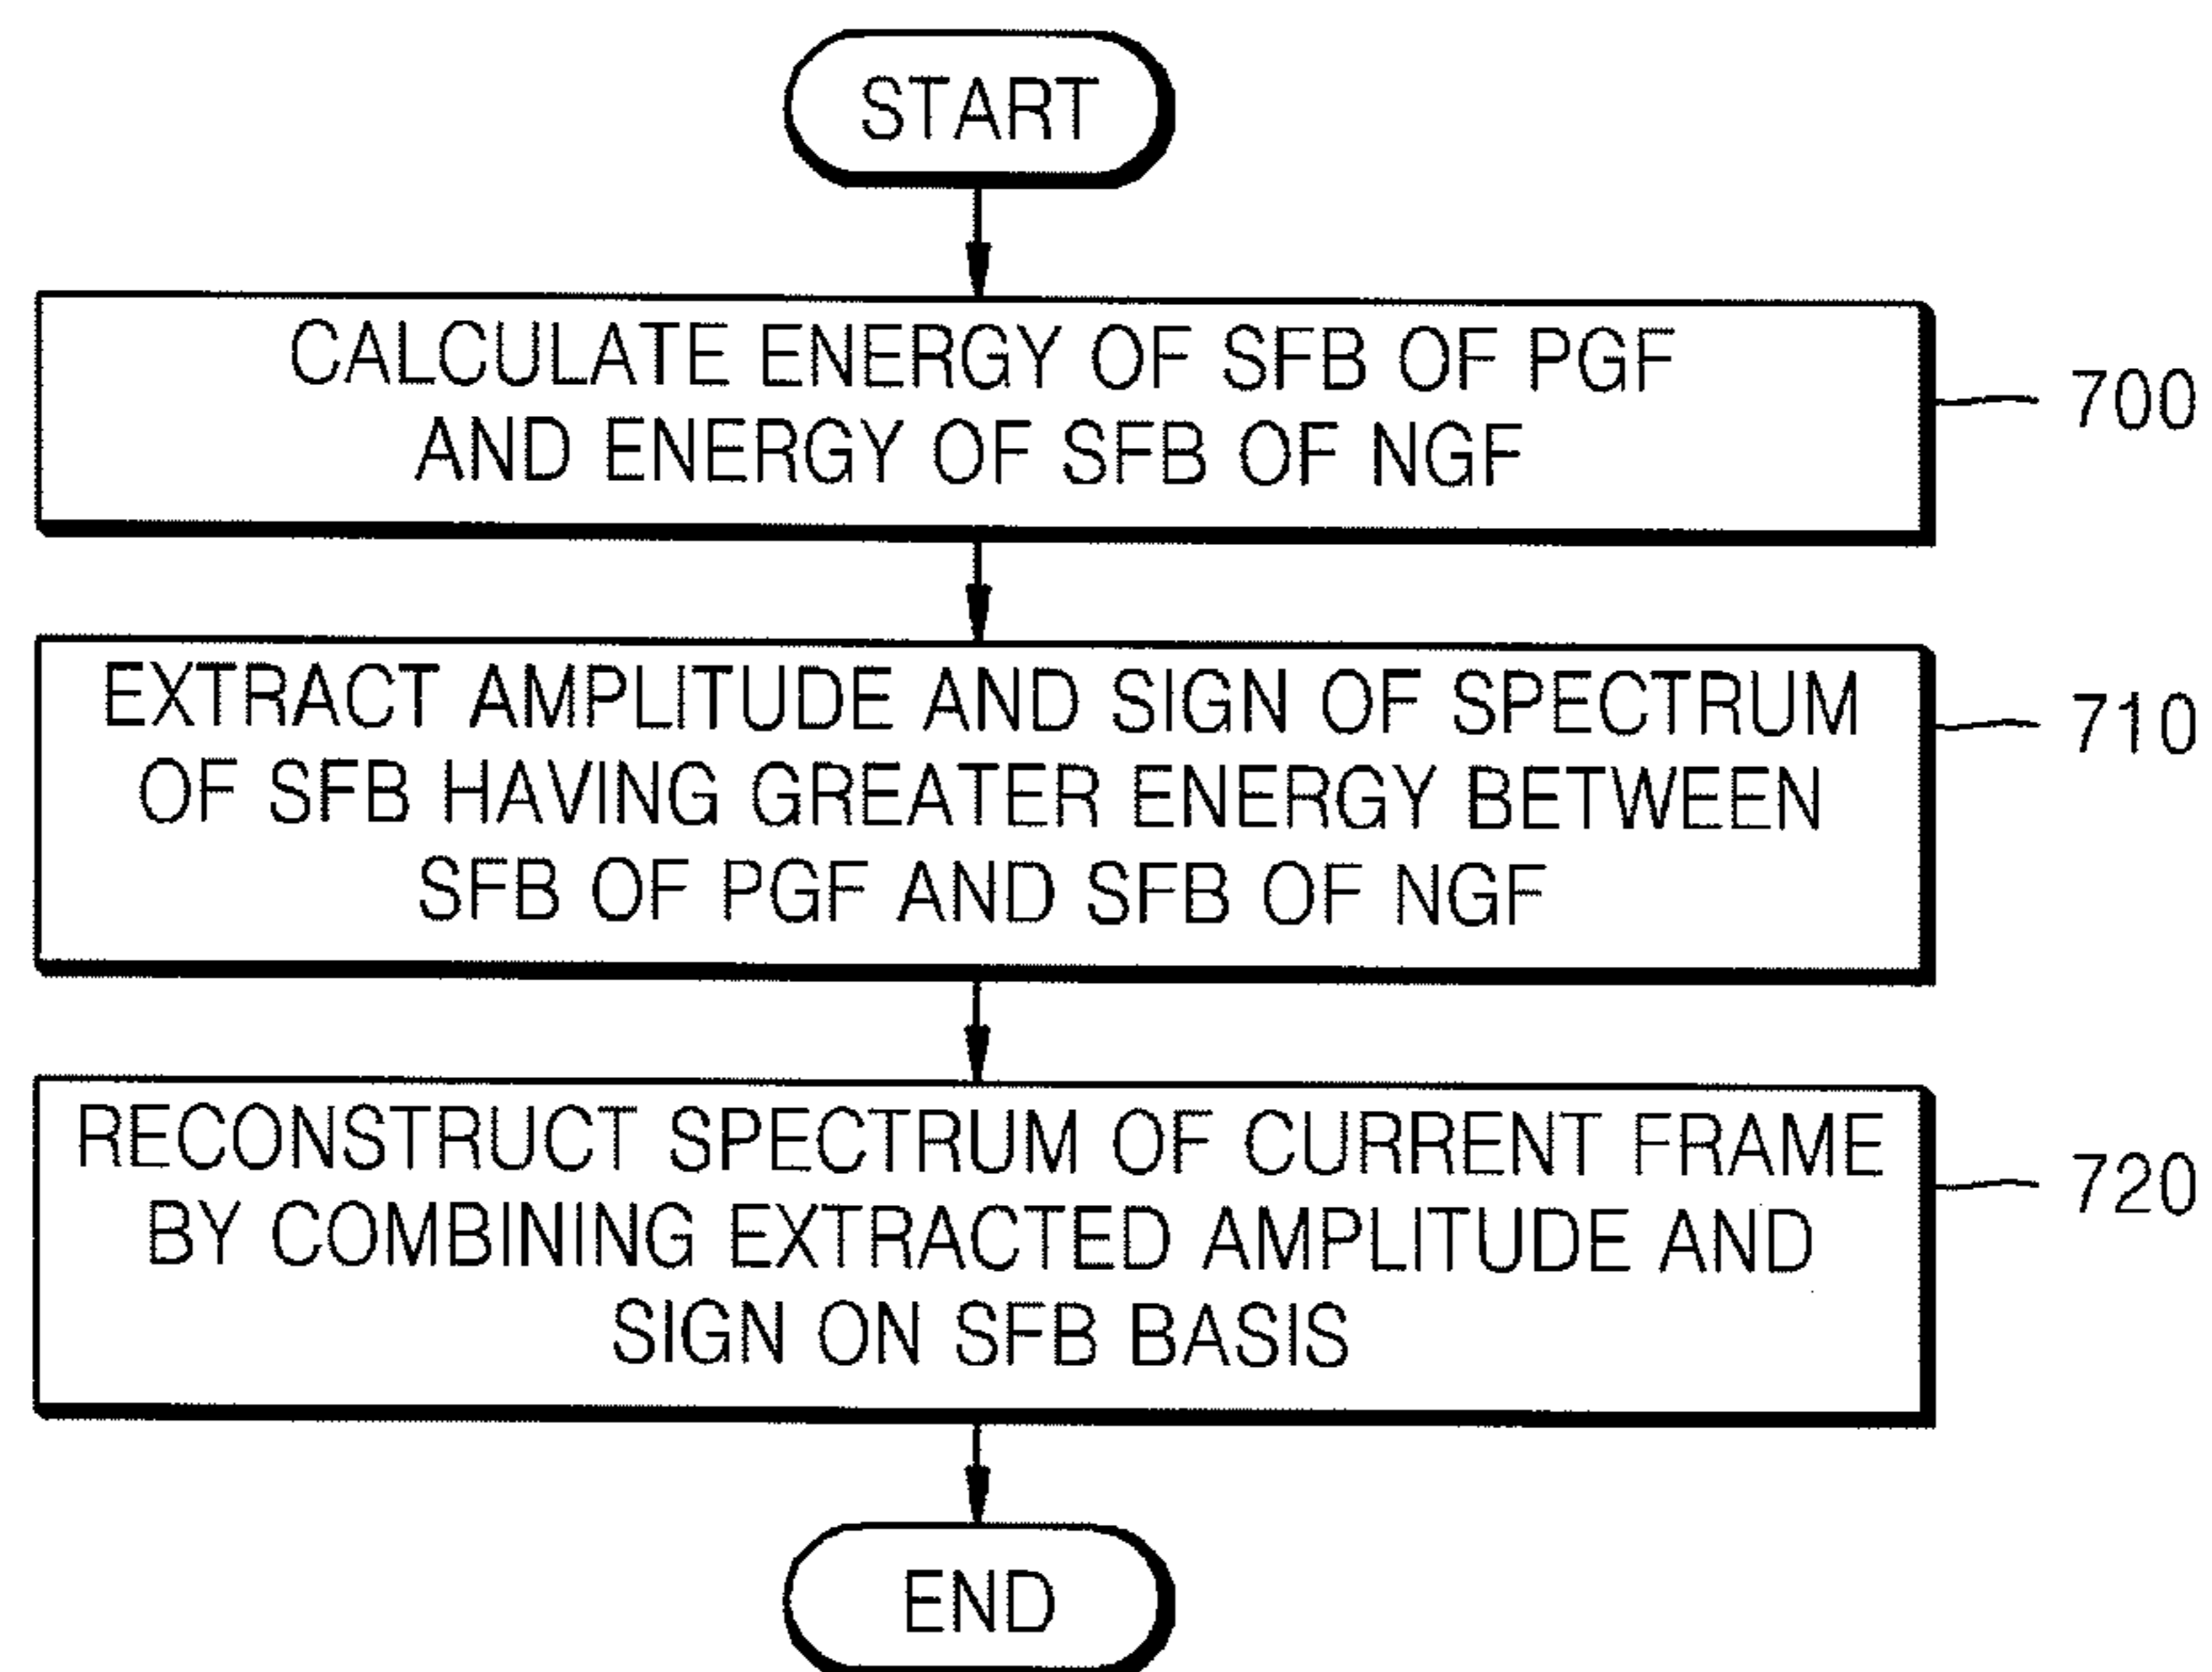 START
CALCULATE ENERGY OF SFB OF PGF
AND ENERGY OF SFB OF NGF
700
EXTRACT AMPLITUDE AND SIGN OF SPECTRUM
OF SFB HAVING GREATER ENERGY BETWEEN
SFB OF PGF AND SFB OF NGF
710
RECONSTRUCT SPECTRUM OF CURRENT FRAME
BY COMBINING EXTRACTED AMPLITUDE AND
SIGN ON SFB BASIS
720
END